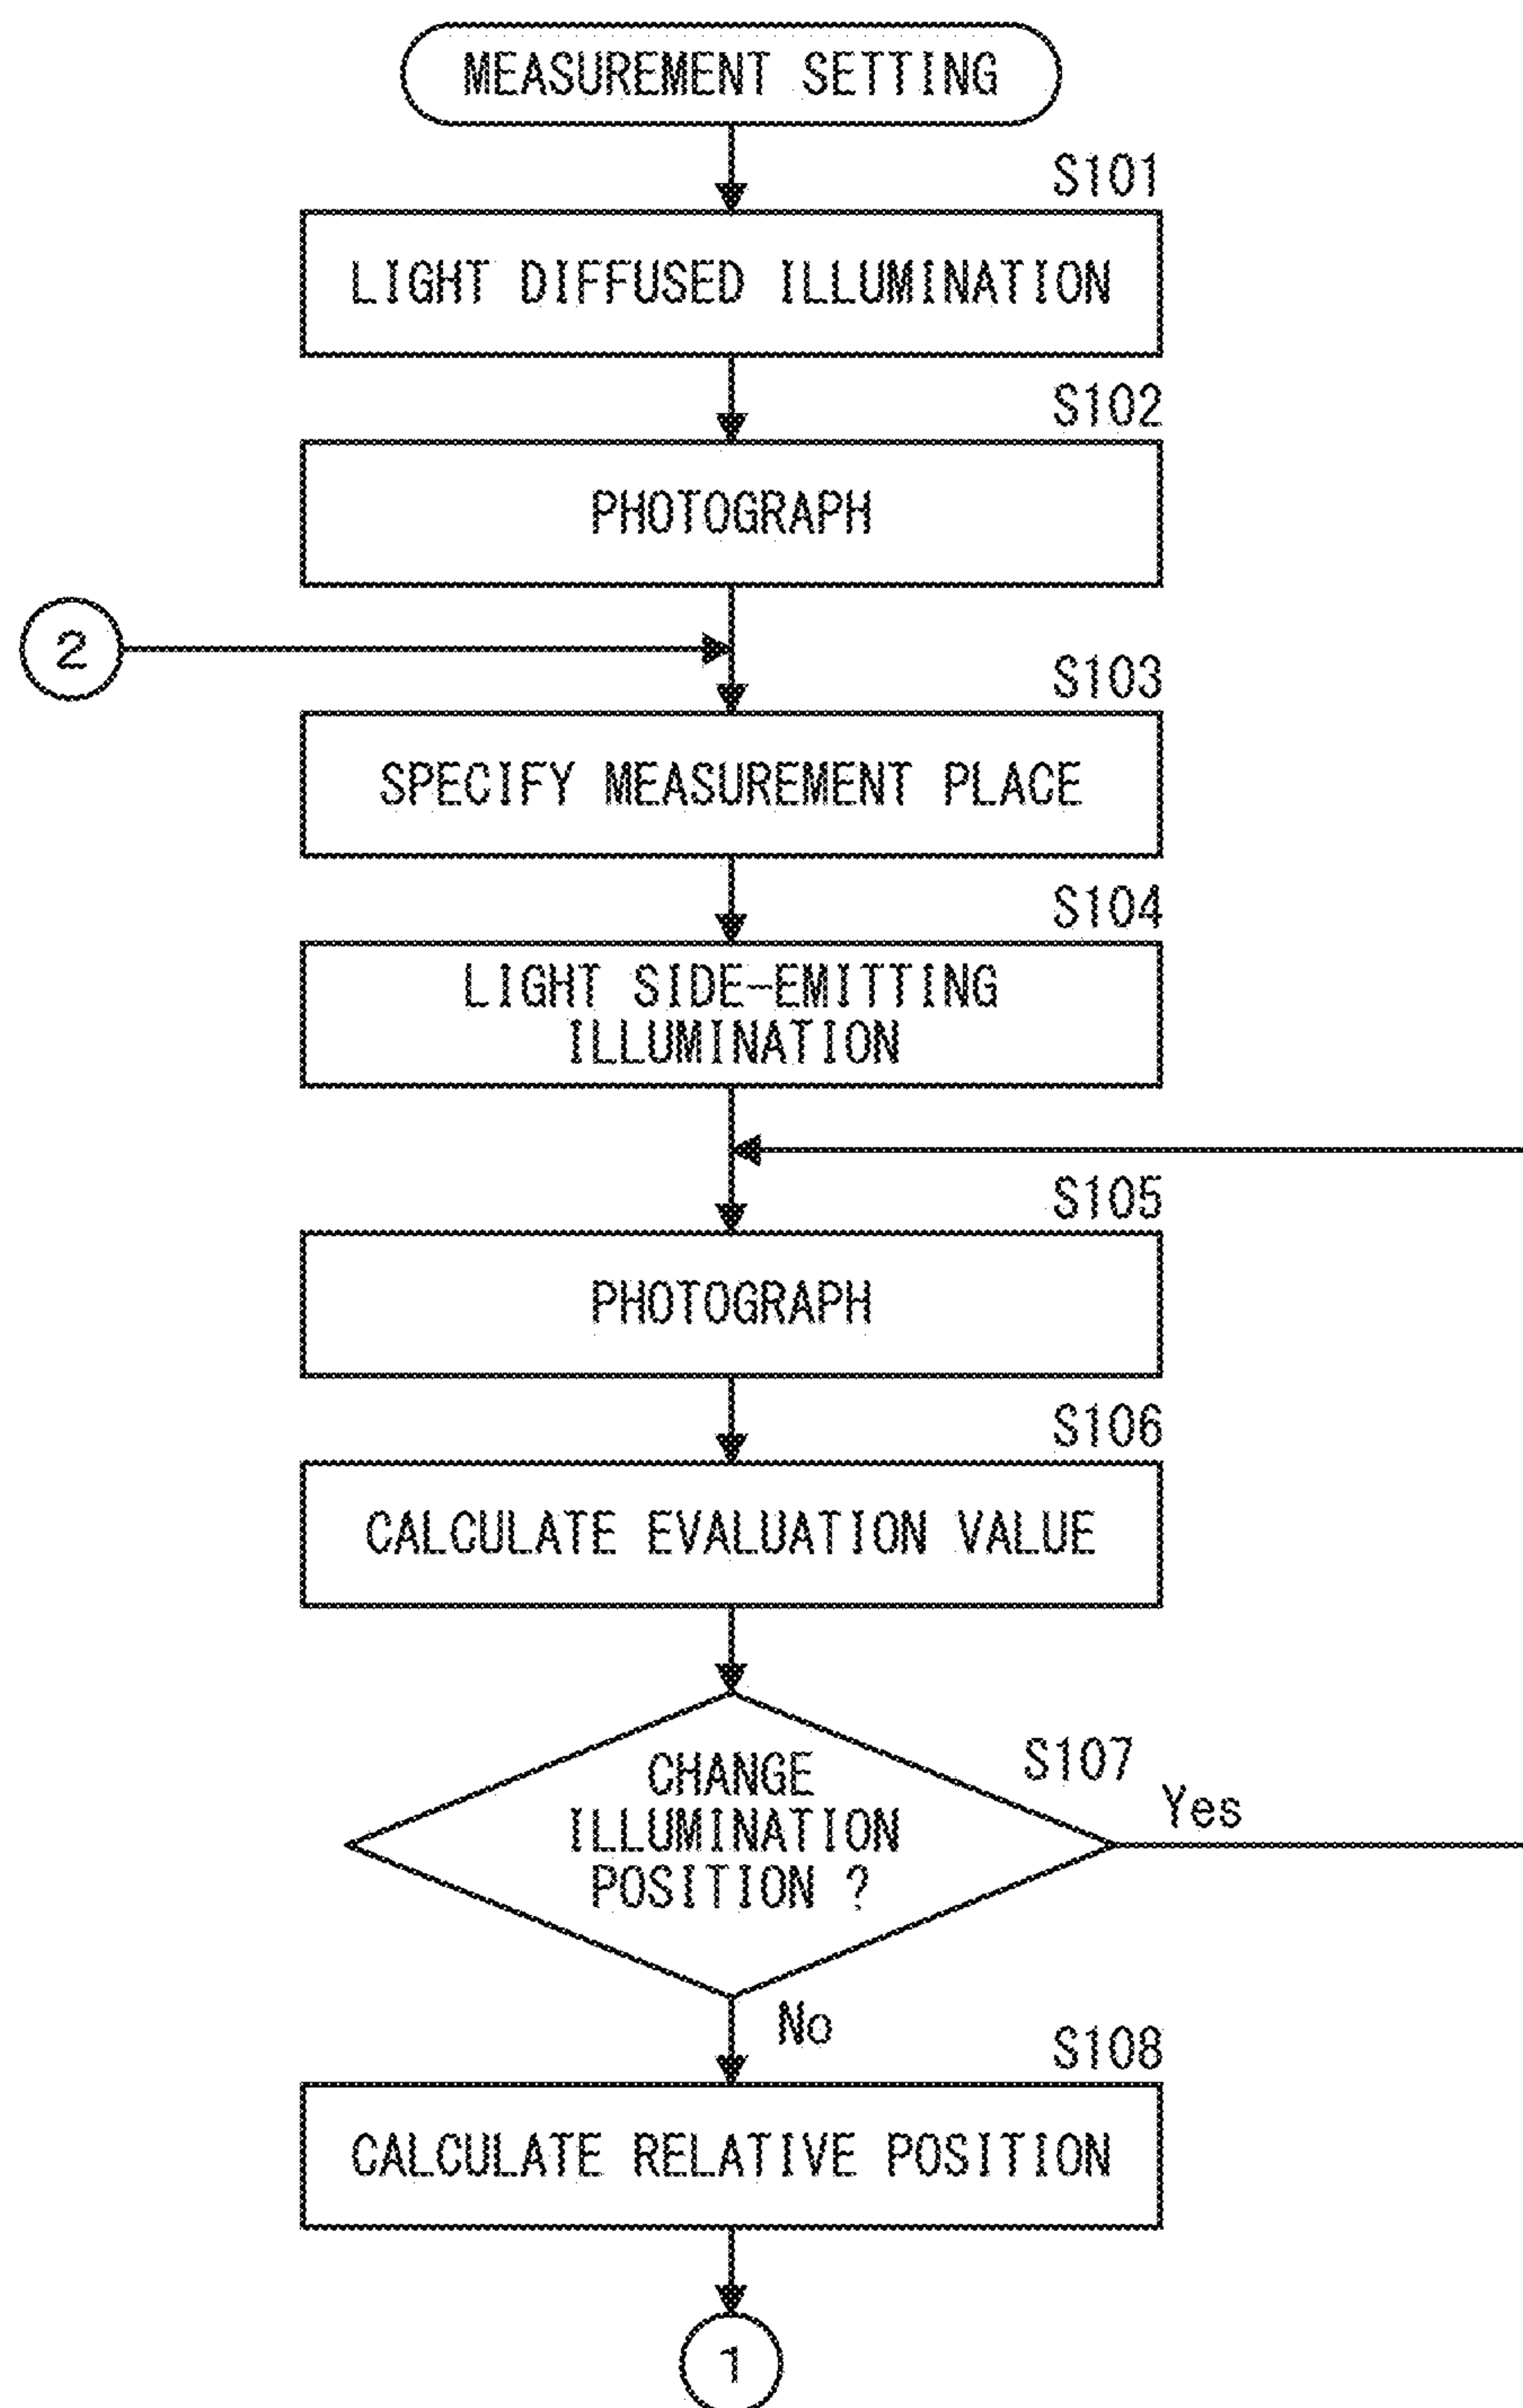 MEASUREMENT SETTING
S101
LIGHT DIFFUSED ILLUMINATION
S102
PHOTOGRAPH
2
S103
SPECIFY MEASUREMENT PLACE
S104
LIGHT SIDE-EMITTING
ILLUMINATION
S105
PHOTOGRAPH
S106
CALCULATE EVALUATION VALUE
S107
CHANGE
ILLUMINATION
POSITION ?
Yes
No
S108
CALCULATE RELATIVE POSITION
1